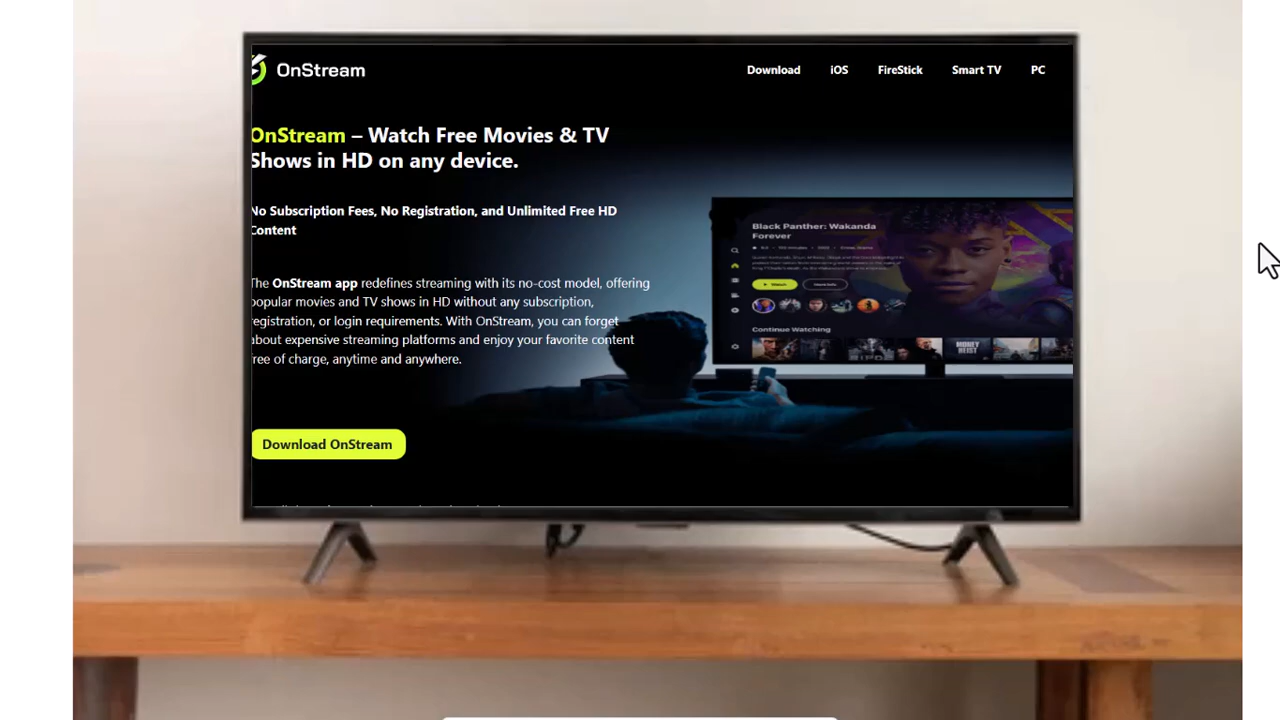 OnStream
Download iOS FireStick Smart TV PC
OnStream – Watch Free Movies & TV
Shows in HD on any device.
No Subscription Fees, No Registration, and Unlimited Free HD
Content
The OnStream app redefines streaming with its no-cost model, offering
popular movies and TV shows in HD without any subscription,
registration, or login requirements. With OnStream, you can forget
about expensive streaming platforms and enjoy your favorite content
free of charge, anytime and anywhere.
Download OnStream
Black Panther: Wakanda
Forever
Watch
More Info
Continue Watching
MONEY
HEIST